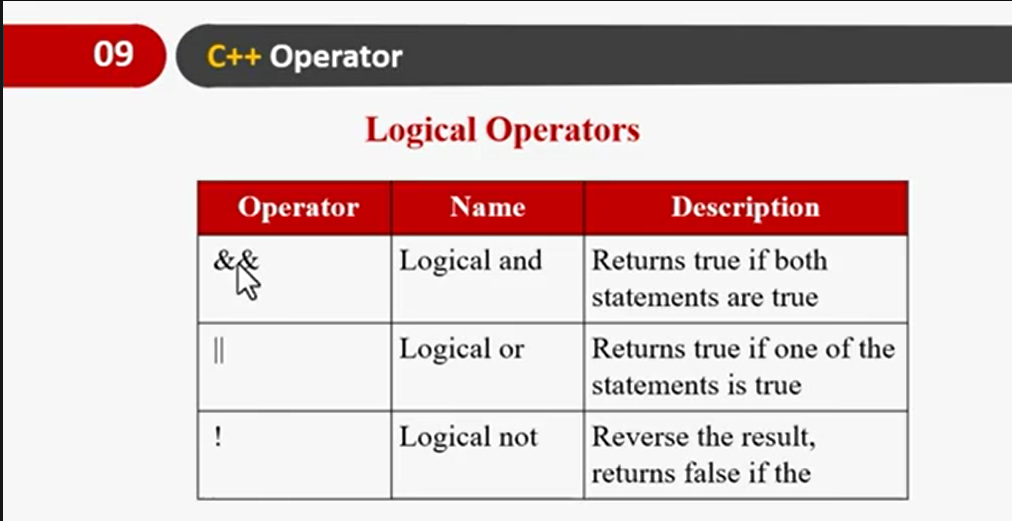 09
C++ Operator
Logical Operators
Operator Name Description
&& Logical and Returns true if both
statements are true
|| Logical or Returns true if one of the
statements is true
! Logical not Reverse the result,
returns false if the